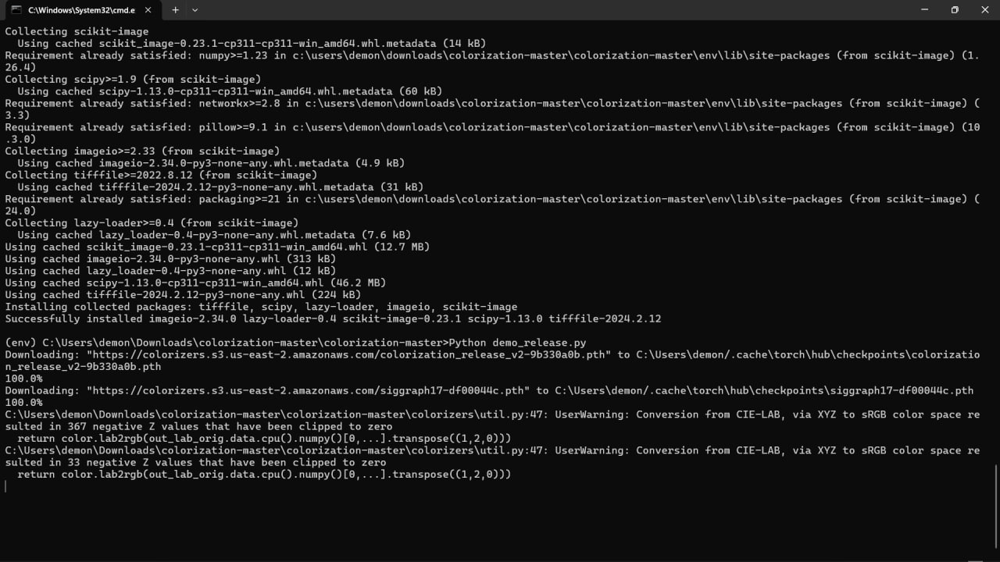 C:\Windows\System32\cmd.e
Collecting scikit-image
  Using cached scikit_image-0.23.1-cp311-cp311-win_amd64.whl.metadata (14 kB)
Requirement already satisfied: numpy>=1.23 in c:\users\demon\downloads\colorization-master\colorization-master\env\lib\site-packages (from scikit-image) (1.
26.4)
Collecting scipy>=1.9 (from scikit-image)
  Using cached scipy-1.13.0-cp311-cp311-win_amd64.whl.metadata (60 kB)
Requirement already satisfied: networkx>=2.8 in c:\users\demon\downloads\colorization-master\colorization-master\env\lib\site-packages (from scikit-image) (
3.3)
Requirement already satisfied: pillow>=9.1 in c:\users\demon\downloads\colorization-master\colorization-master\env\lib\site-packages (from scikit-image) (10
.3.0)
Collecting imageio>=2.33 (from scikit-image)
  Using cached imageio-2.34.0-py3-none-any.whl.metadata (4.9 kB)
Collecting tifffile>=2022.8.12 (from scikit-image)
  Using cached tifffile-2024.2.12-py3-none-any.whl.metadata (31 kB)
Requirement already satisfied: packaging>=21 in c:\users\demon\downloads\colorization-master\colorization-master\env\lib\site-packages (from scikit-image) (
24.0)
Collecting lazy-loader>=0.4 (from scikit-image)
  Using cached lazy_loader-0.4-py3-none-any.whl.metadata (7.6 kB)
Using cached scikit_image-0.23.1-cp311-cp311-win_amd64.whl (12.7 MB)
Using cached imageio-2.34.0-py3-none-any.whl (313 kB)
Using cached lazy_loader-0.4-py3-none-any.whl (12 kB)
Using cached scipy-1.13.0-cp311-cp311-win_amd64.whl (46.2 MB)
Using cached tifffile-2024.2.12-py3-none-any.whl (224 kB)
Installing collected packages: tifffile, scipy, lazy-loader, imageio, scikit-image
Successfully installed imageio-2.34.0 lazy-loader-0.4 scikit-image-0.23.1 scipy-1.13.0 tifffile-2024.2.12
(env) C:\Users\demon\Downloads\colorization-master\colorization-master>Python demo_release.py
Downloading: "https://colorizers.s3.us-east-2.amazonaws.com/colorization_release_v2-9b330a0b.pth" to C:\Users\demon/.cache\torch\hub\checkpoints\colorizatio
n_release_v2-9b330a0b.pth
100.0%
Downloading: "https://colorizers.s3.us-east-2.amazonaws.com/siggraph17-df00044c.pth" to C:\Users\demon/.cache\torch\hub\checkpoints\siggraph17-df00044c.pth
100.0%
C:\Users\demon\Downloads\colorization-master\colorization-master\colorizers\util.py:47: UserWarning: Conversion from CIE-LAB, via XYZ to sRGB color space re
sulted in 367 negative Z values that have been clipped to zero
  return color.lab2rgb(out_lab_orig.data.cpu().numpy()[0,...].transpose((1,2,0)))
C:\Users\demon\Downloads\colorization-master\colorization-master\colorizers\util.py:47: UserWarning: Conversion from CIE-LAB, via XYZ to sRGB color space re
sulted in 33 negative Z values that have been clipped to zero
  return color.lab2rgb(out_lab_orig.data.cpu().numpy()[0,...].transpose((1,2,0)))